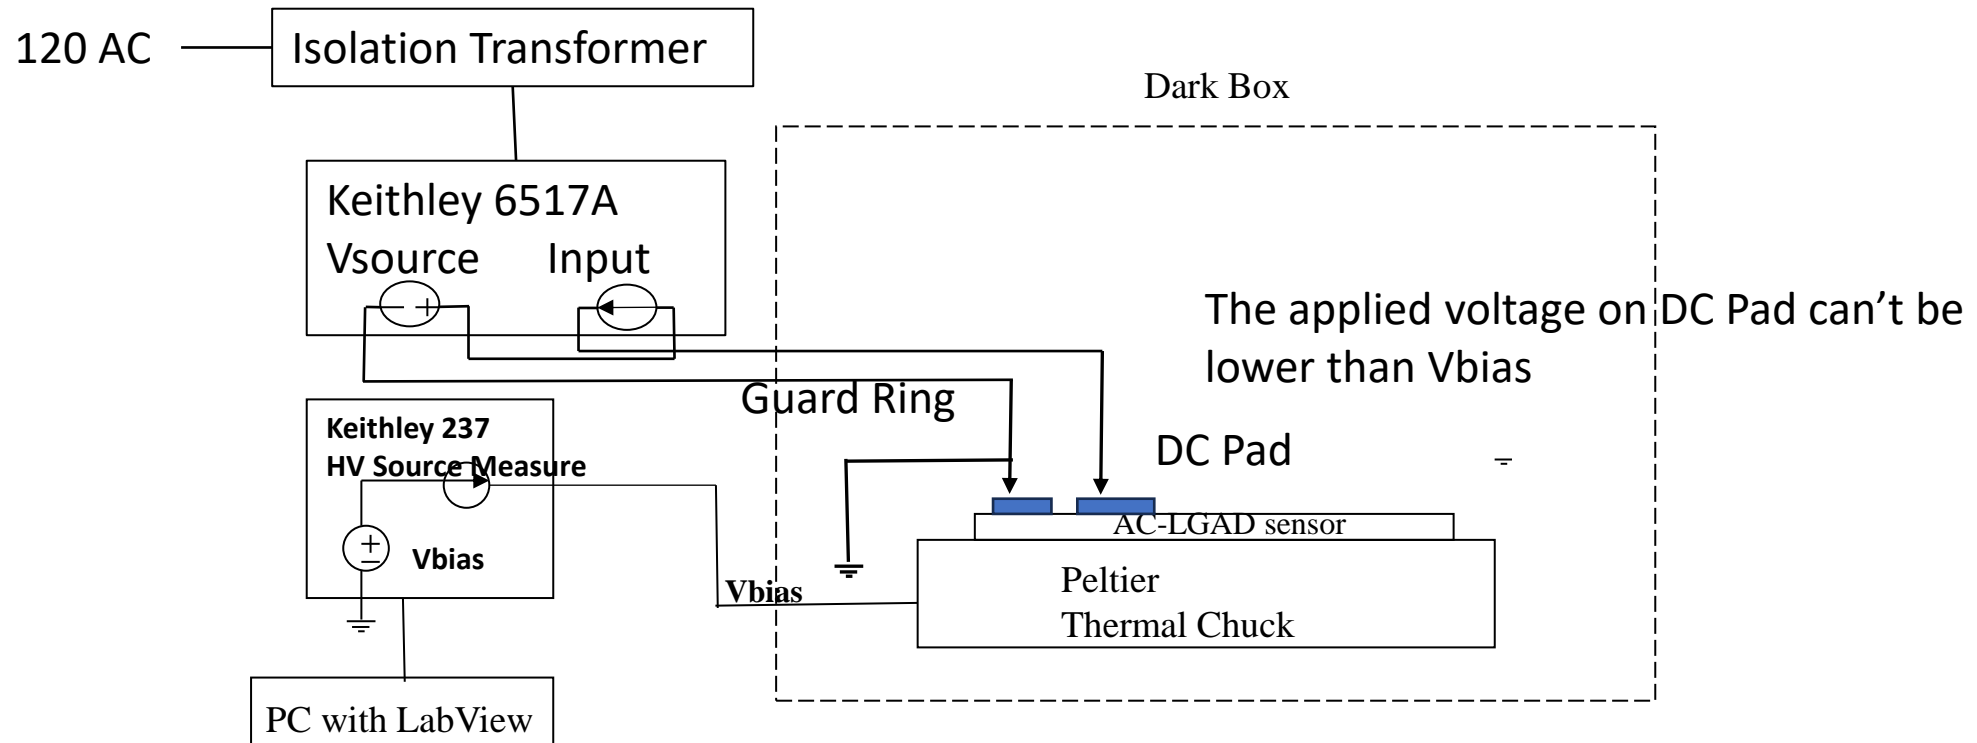 120 AC
Isolation Transformer
Dark Box
Keithley 6517A
Vsource Input
− +
The applied voltage on DC Pad can’t be
lower than Vbias
Guard Ring
Keithley 237
HV Source Measure
DC Pad
AC-LGAD sensor
+
−
Vbias
Vbias
Peltier
Thermal Chuck
PC with LabView